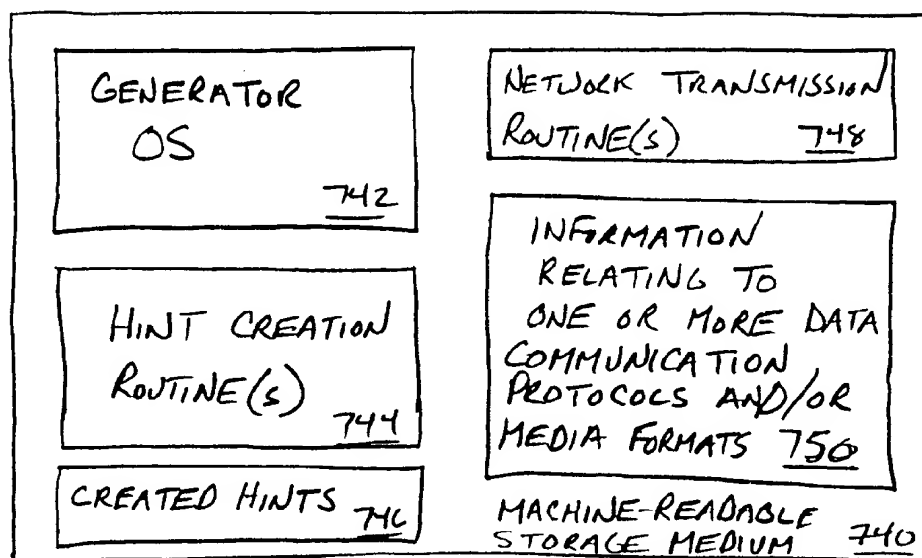 GENERATOR
OS
742
HINT CREATION
ROUTINE(S)
744
CREATED HINTS 746
NETWORK TRANSMISSION
ROUTINE(S) 748
INFORMATION
RELATING TO
ONE OR MORE DATA
COMMUNICATION
PROTOCOLS AND/OR
MEDIA FORMATS 750
MACHINE-READABLE
STORAGE MEDIUM 740